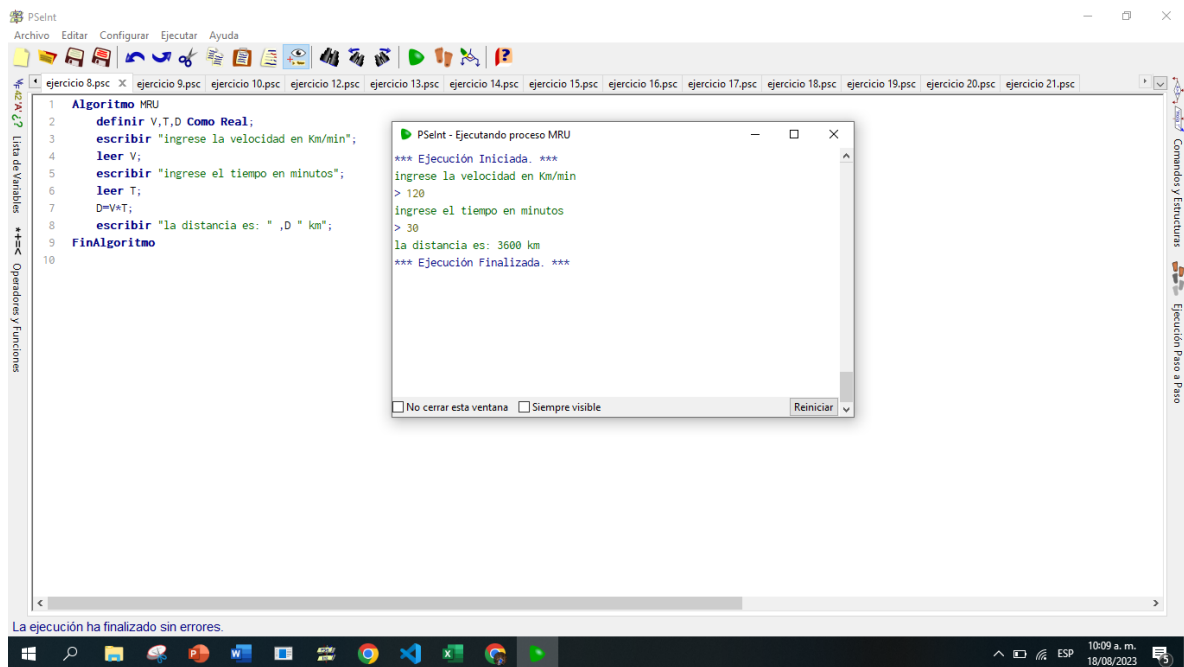 PSeInt
Archivo Editar Configurar Ejecutar Ayuda
ejercicio 8.psc X ejercicio 9.psc ejercicio 10.psc ejercicio 12.psc ejercicio 13.psc ejercicio 14.psc ejercicio 15.psc ejercicio 16.psc ejercicio 17.psc ejercicio 18.psc ejercicio 19.psc ejercicio 20.psc ejercicio 21.psc
1 Algoritmo MRU
2 definir V,T,D Como Real;
3 escribir "ingrese la velocidad en Km/min";
4 leer V;
5 escribir "ingrese el tiempo en minutos";
6 leer T;
7 D=V*T;
8 escribir "la distancia es: " ,D " km";
9 FinAlgoritmo
10
PSeInt - Ejecutando proceso MRU
*** Ejecución Iniciada. ***
ingrese la velocidad en Km/min
> 120
ingrese el tiempo en minutos
> 30
la distancia es: 3600 km
*** Ejecución Finalizada. ***
No cerrar esta ventana Siempre visible Reiniciar
Lista de Variables
*+=< Operadores y Funciones
Comandos y Estructuras
Ejecución Paso a Paso
La ejecución ha finalizado sin errores.
ESP
10:09 a. m.
18/08/2023
5